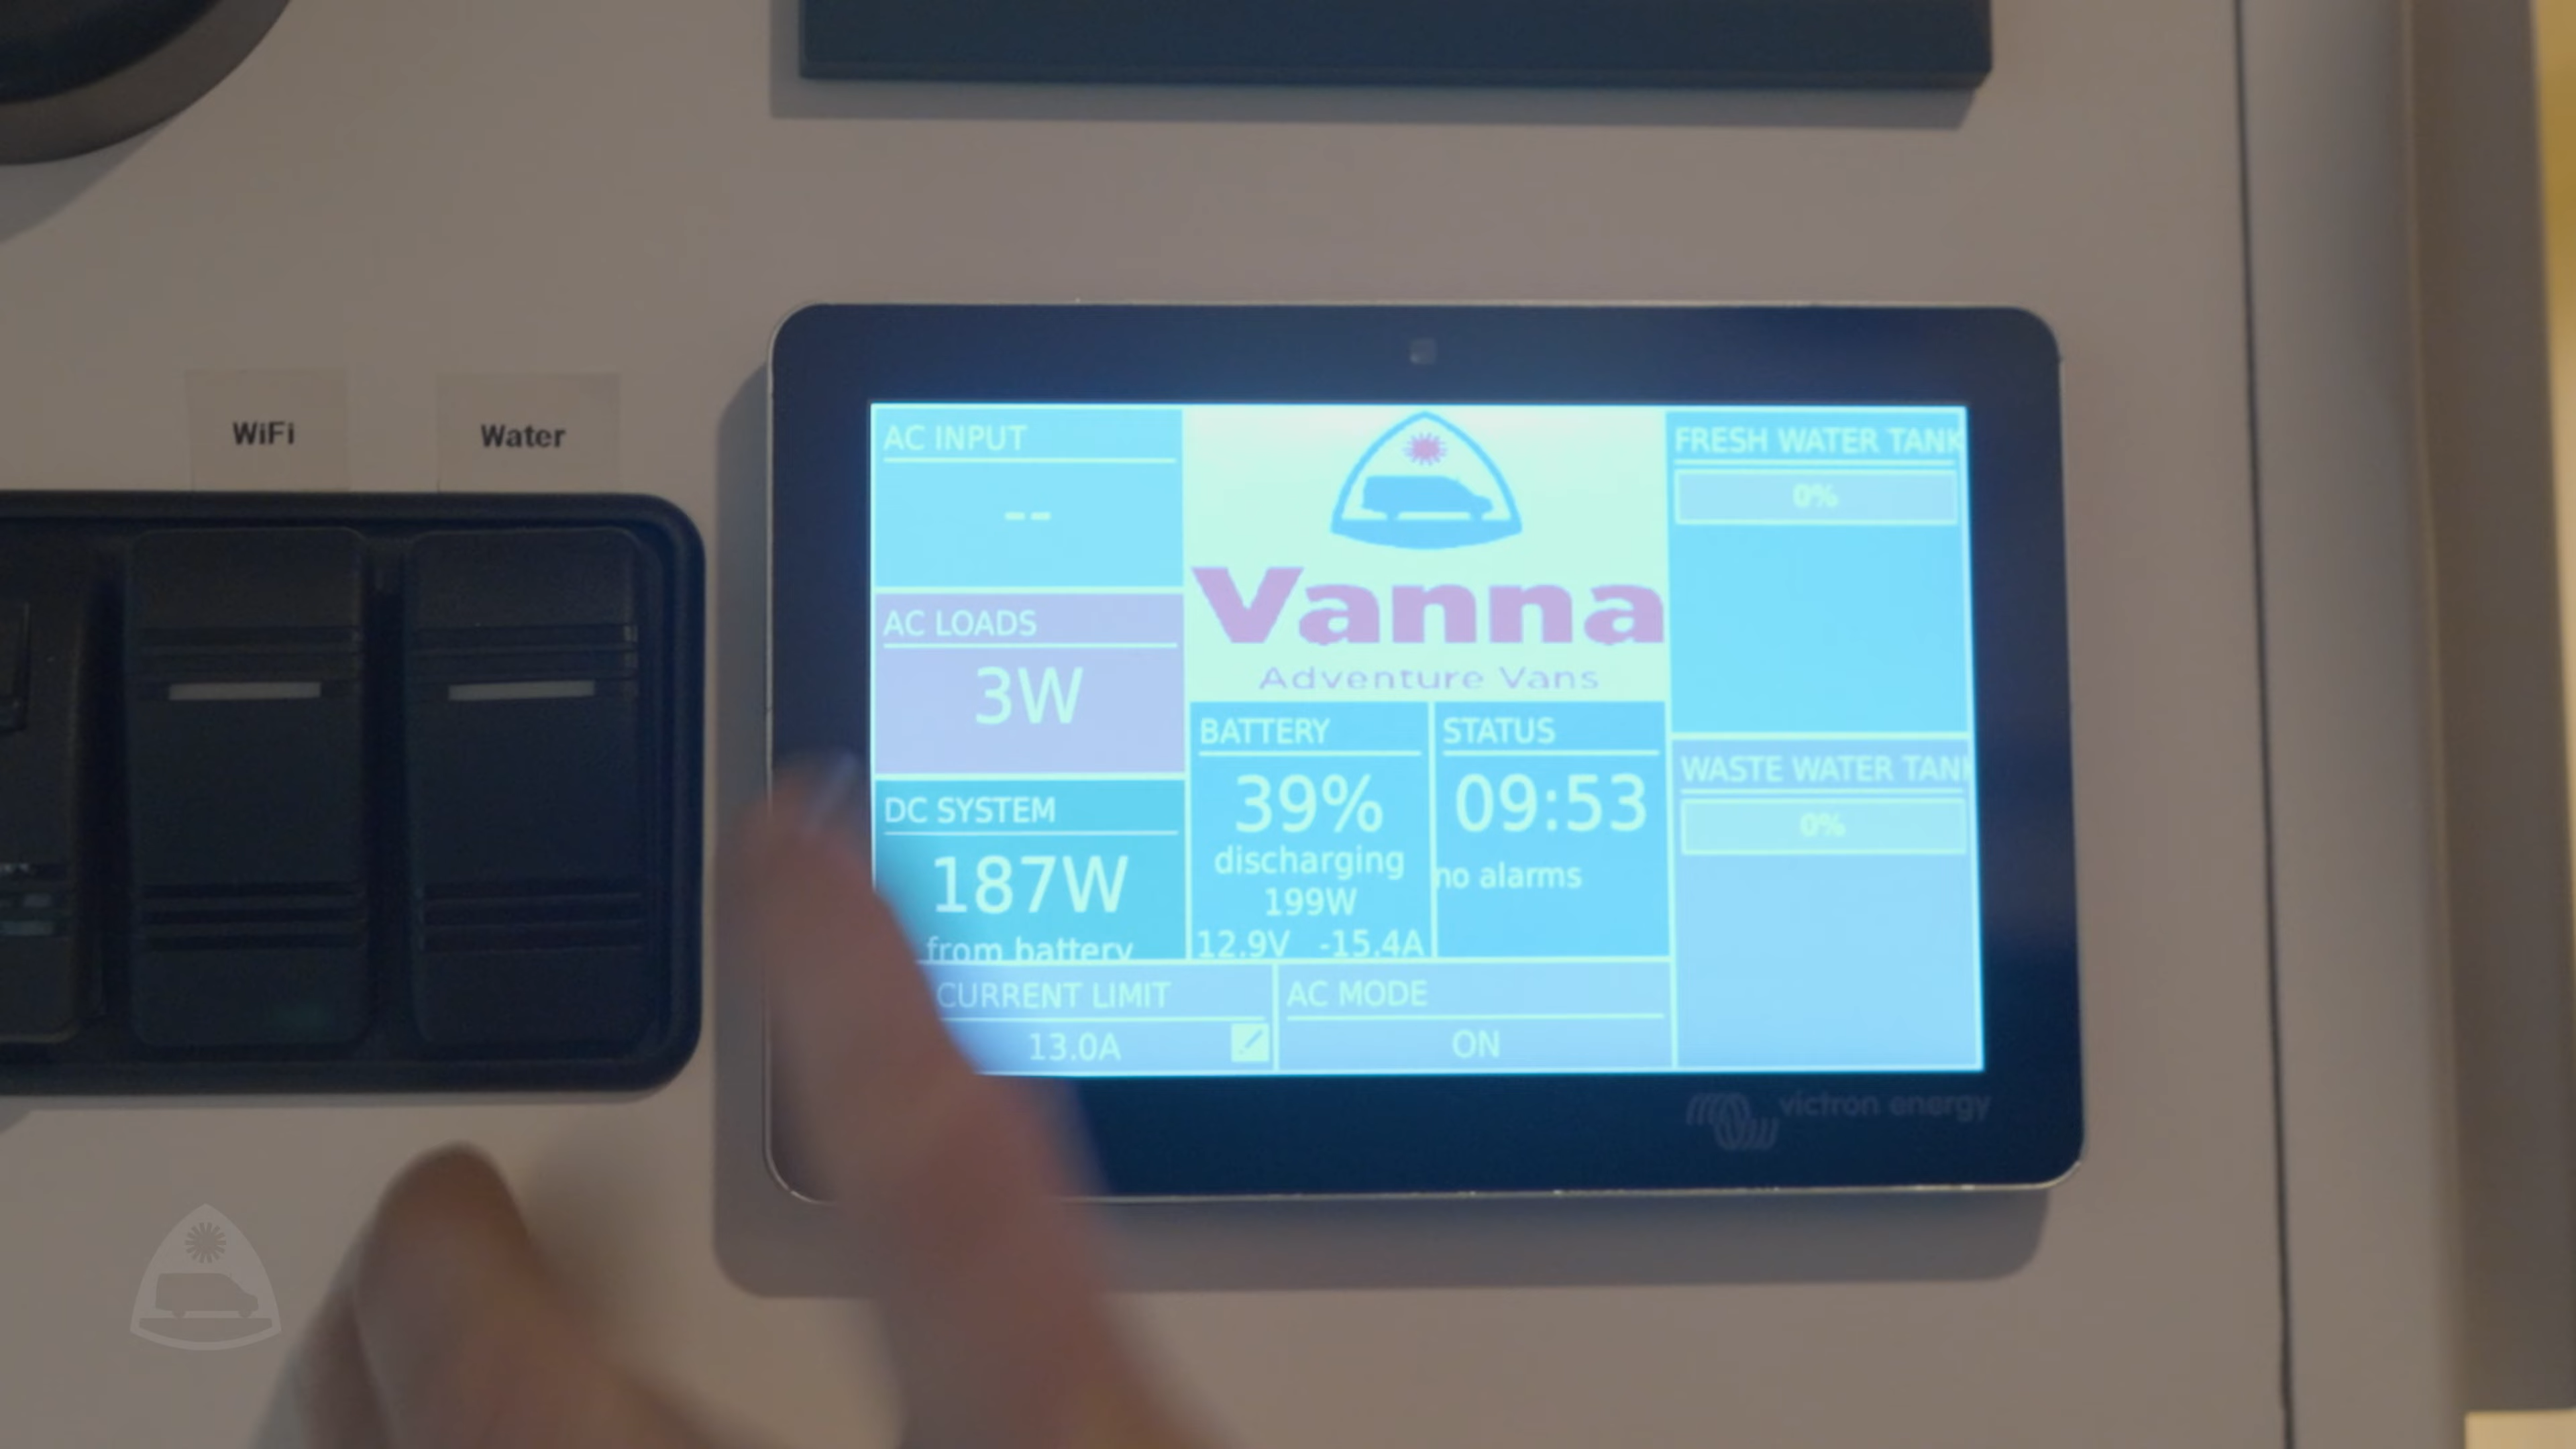 WiFi
Water
AC INPUT
--
AC LOADS
3W
DC SYSTEM
187W
from battery
CURRENT LIMIT
13.0A
Vanna
Adventure Vans
BATTERY
39%
discharging
199W
12.9V -15.4A
STATUS
09:53
no alarms
AC MODE
ON
FRESH WATER TANK
0%
WASTE WATER TANK
0%
victron energy